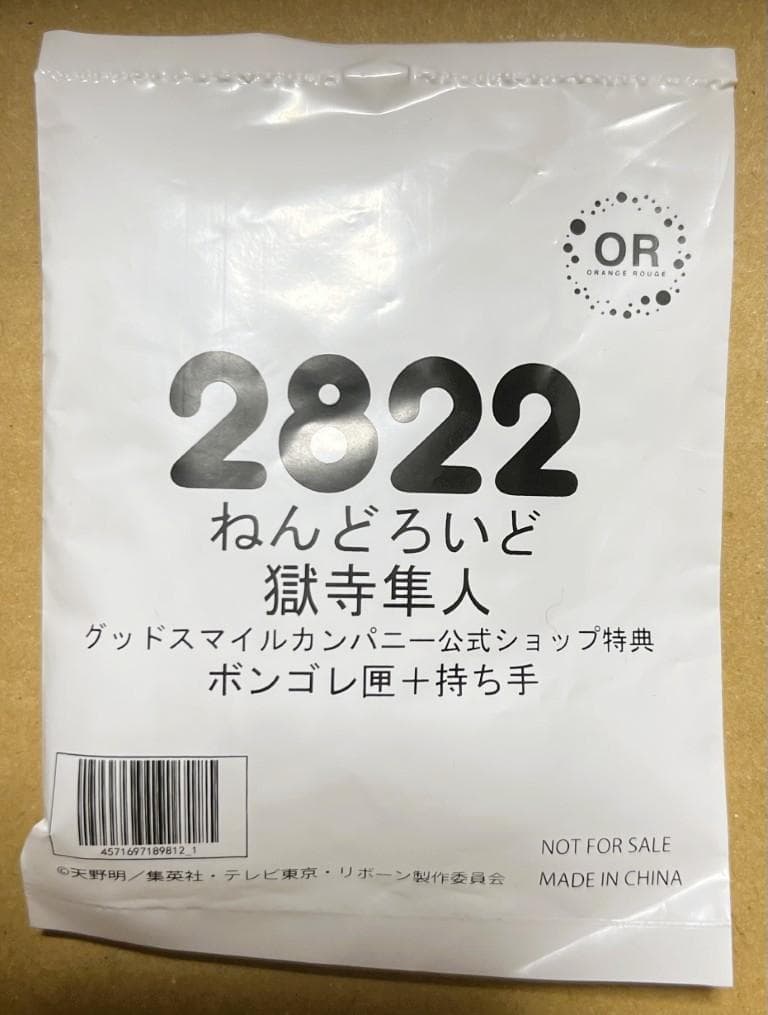 OR
ORANGE ROUGE
2822
ねんどろいど
獄寺隼人
グッドスマイルカンパニー公式ショップ特典
ボンゴレ匣＋持ち手
4571697189812_1
NOT FOR SALE
©天野明／集英社・テレビ東京・リボーン製作委員会
MADE IN CHINA